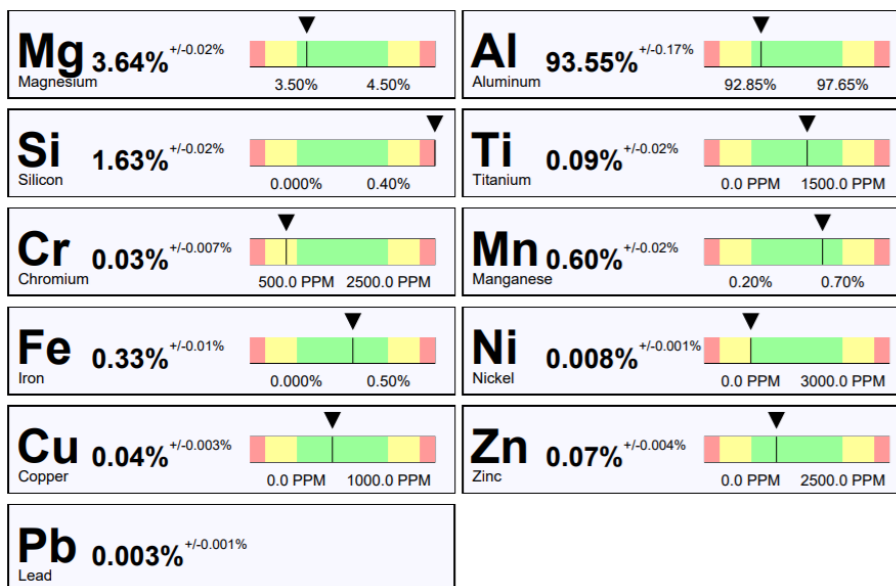 Mg 3.64% +/-0.02%
Magnesium 3.50% 4.50%
Al 93.55% +/-0.17%
Aluminum 92.85% 97.65%
Si 1.63% +/-0.02%
Silicon 0.000% 0.40%
Ti 0.09% +/-0.02%
Titanium 0.0 PPM 1500.0 PPM
Cr 0.03% +/-0.007%
Chromium 500.0 PPM 2500.0 PPM
Mn 0.60% +/-0.02%
Manganese 0.20% 0.70%
Fe 0.33% +/-0.01%
Iron 0.000% 0.50%
Ni 0.008% +/-0.001%
Nickel 0.0 PPM 3000.0 PPM
Cu 0.04% +/-0.003%
Copper 0.0 PPM 1000.0 PPM
Zn 0.07% +/-0.004%
Zinc 0.0 PPM 2500.0 PPM
Pb 0.003% +/-0.001%
Lead